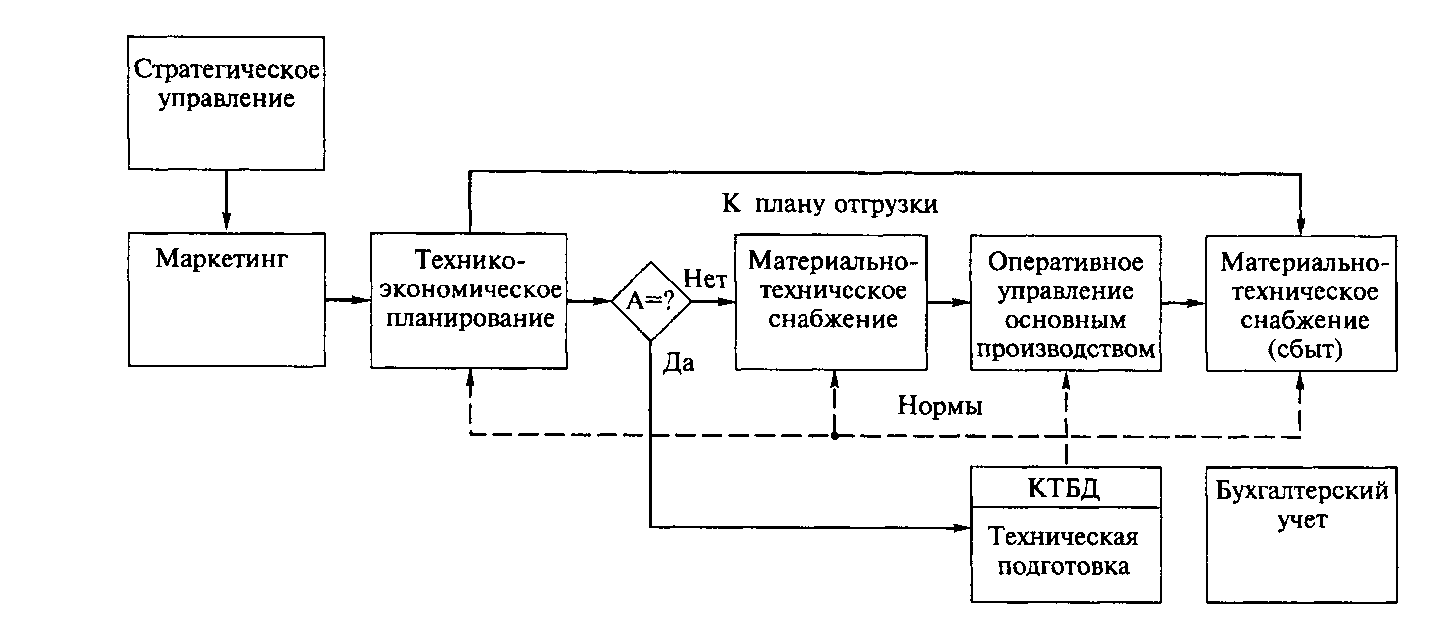 Стратегическое
управление
К плану отгрузки
Маркетинг
Технико-
экономическое
планирование
А=?
Нет
Да
Материально-
техническое
снабжение
Оперативное
управление
основным
производством
Материально-
техническое
снабжение
(сбыт)
Нормы
КТБД
Техническая
подготовка
Бухгалтерский
учет